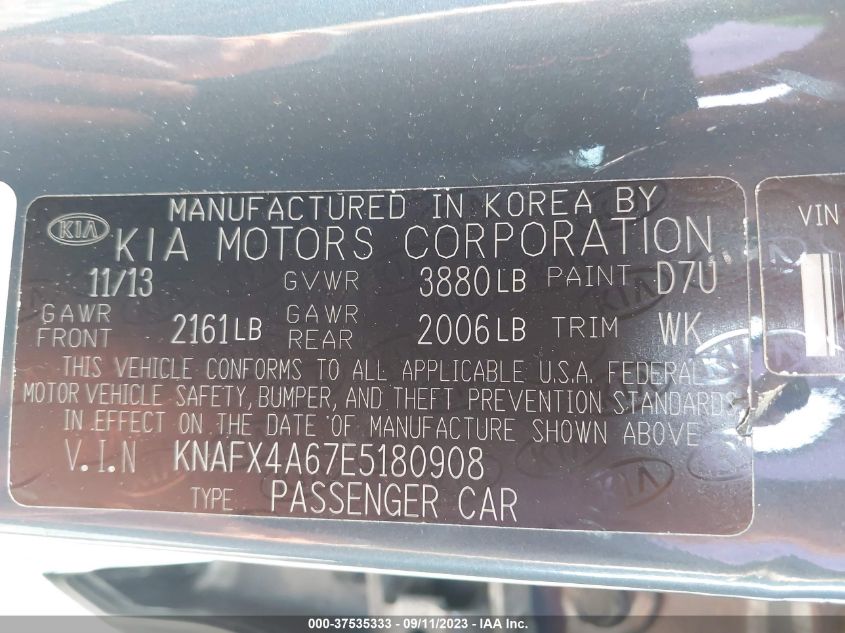 MANUFACTURED IN KOREA BY
KIA KIA MOTORS CORPORATION
11/13 GVWR 3880LB PAINT D7U
GAWR FRONT 2161LB GAWR REAR 2006LB TRIM WK
THIS VEHICLE CONFORMS TO ALL APPLICABLE U.S.A. FEDERAL
MOTOR VEHICLE SAFETY, BUMPER, AND THEFT PREVENTION STANDARDS
IN EFFECT ON THE DATE OF MANUFACTURE SHOWN ABOVE
V.I.N KNAFX4A67E5180908
TYPE PASSENGER CAR
VIN
000-37535333 - 09/11/2023 - IAA Inc.